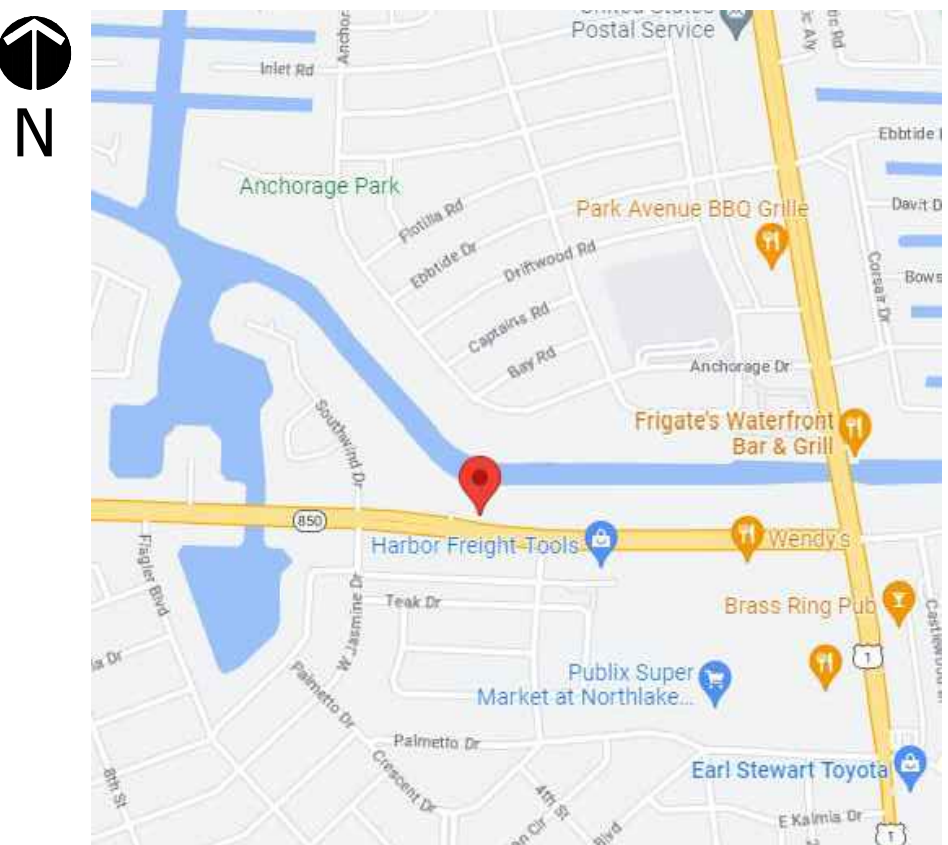 N
Postal Service
Inlet Rd
Anchorage Park
Ebbtide
Flotilla Rd
Park Avenue BBQ Grille
Davit D
Ebbtide Dr
Driftwood Rd
Corsair Dr
Bows
Captains Rd
Bay Rd
Anchorage Dr
Southwind Dr
Frigate's Waterfront
Bar & Grill
850
Harbor Freight Tools
Wendy's
Flagler Blvd
Teak Dr
W Jasmine Dr
Brass Ring Pub
1
ia Dr
Palmetto Dr
Publix Super
Market at Northlake...
Palmetto Dr
Crescent Dr
Earl Stewart Toyota
8th St
4th St
Blvd
E Kalmia Dr
1